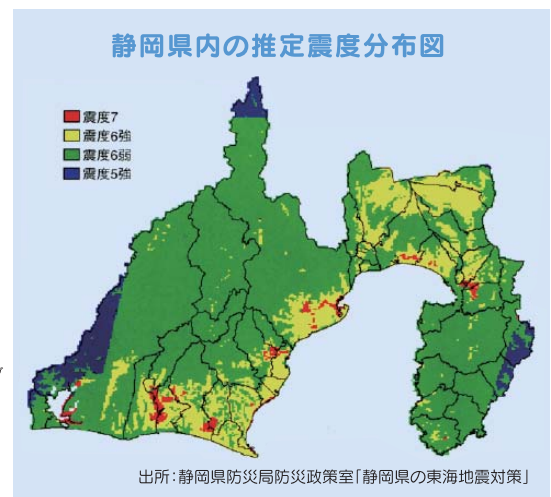 静岡県内の推定震度分布図
震度7
震度6強
震度6弱
震度5強
出所：静岡県防災局防災政策室「静岡県の東海地震対策」